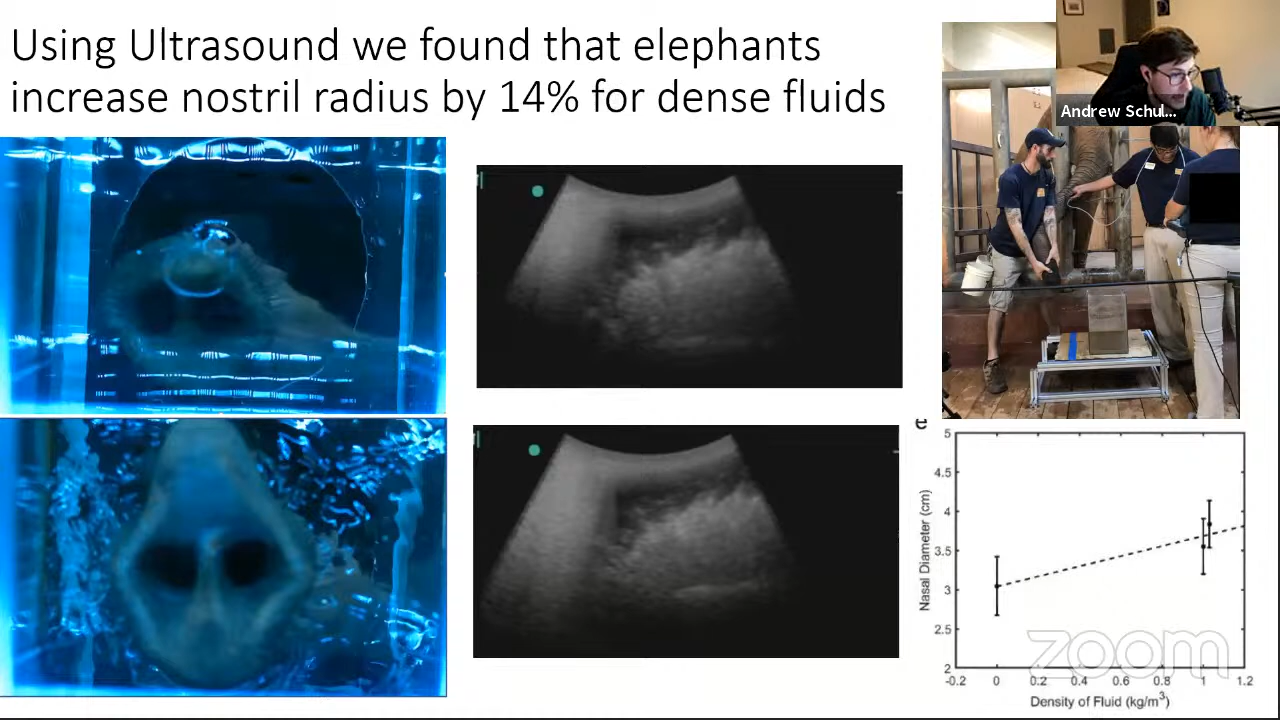 Using Ultrasound we found that elephants
increase nostril radius by 14% for dense fluids
Andrew Schul...
5
4.5
4
3.5
3
2.5
2
Nasal Diameter (cm)
-0.2 0 0.2 0.4 0.6 0.8 1 1.2
Density of Fluid (kg/m³)
zoom